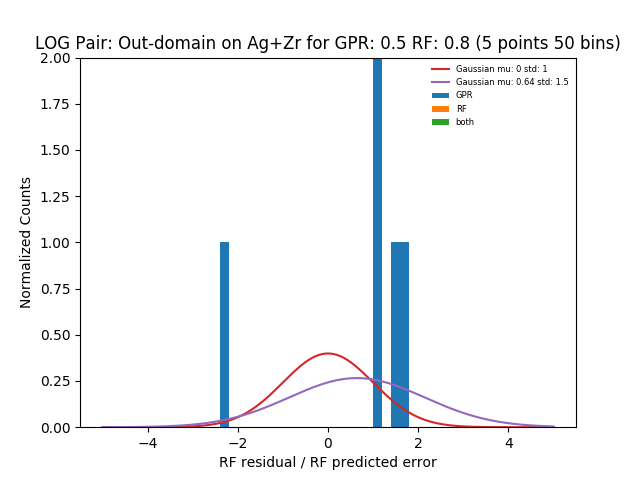 LOG Pair: Out-domain on Ag+Zr for GPR: 0.5 RF: 0.8 (5 points 50 bins)
2.00
1.75
1.50
1.25
1.00
0.75
0.50
0.25
0.00
Normalized Counts
Gaussian mu: 0 std: 1
Gaussian mu: 0.64 std: 1.5
GPR
RF
both
−4 −2 0 2 4
RF residual / RF predicted error